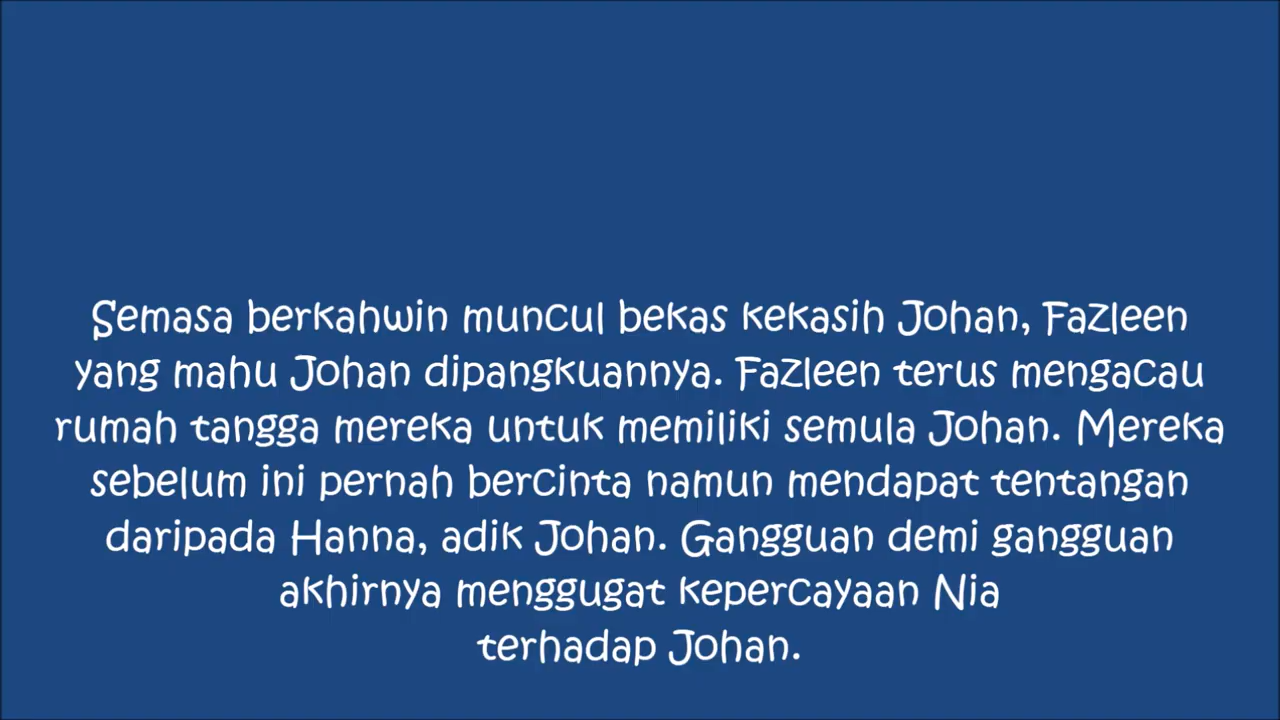 Semasa berkahwin muncul bekas kekasih Johan, Fazleen
yang mahu Johan dipangkuannya. Fazleen terus mengacau
rumah tangga mereka untuk memiliki semula Johan. Mereka
sebelum ini pernah bercinta namun mendapat tentangan
daripada Hanna, adik Johan. Gangguan demi gangguan
akhirnya menggugat kepercayaan Nia
terhadap Johan.